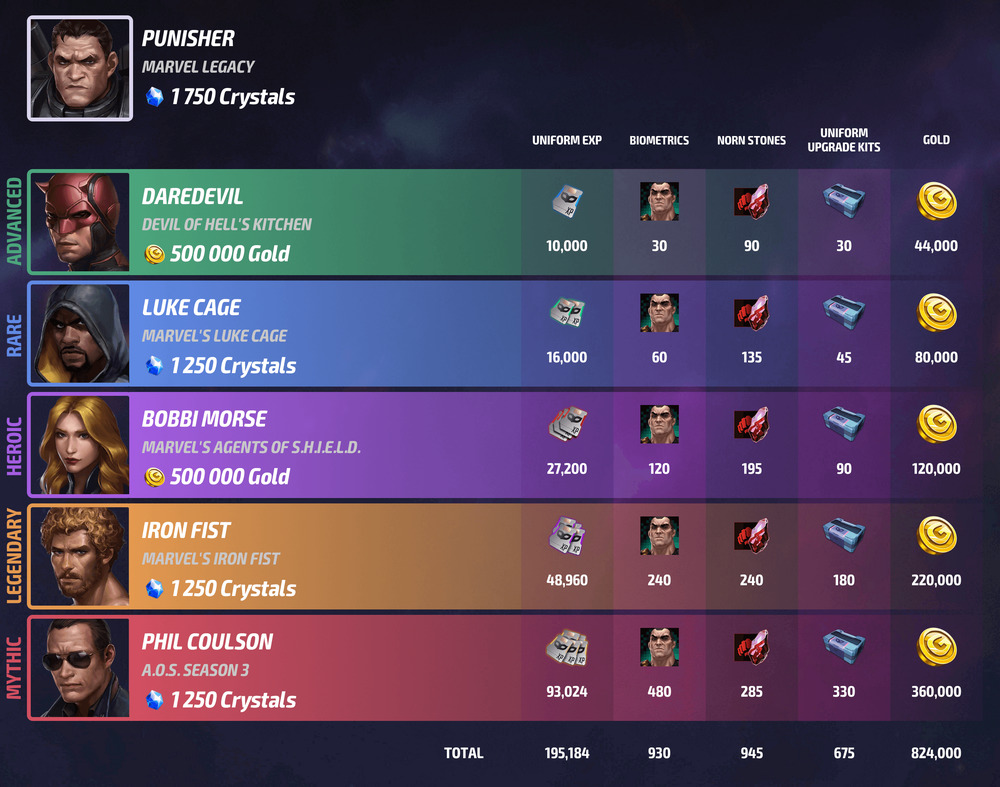 PUNISHER
MARVEL LEGACY
1 750 Crystals
UNIFORM EXP
BIOMETRICS
NORN STONES
UNIFORM
UPGRADE KITS
GOLD
ADVANCED
DAREDEVIL
DEVIL OF HELL'S KITCHEN
500 000 Gold
10,000
30
90
30
44,000
RARE
LUKE CAGE
MARVEL'S LUKE CAGE
1 250 Crystals
16,000
60
135
45
80,000
HEROIC
BOBBI MORSE
MARVEL'S AGENTS OF S.H.I.E.L.D.
500 000 Gold
27,200
120
195
90
120,000
LEGENDARY
IRON FIST
MARVEL'S IRON FIST
1 250 Crystals
48,960
240
240
180
220,000
MYTHIC
PHIL COULSON
A.O.S. SEASON 3
1 250 Crystals
93,024
480
285
330
360,000
TOTAL
195,184
930
945
675
824,000